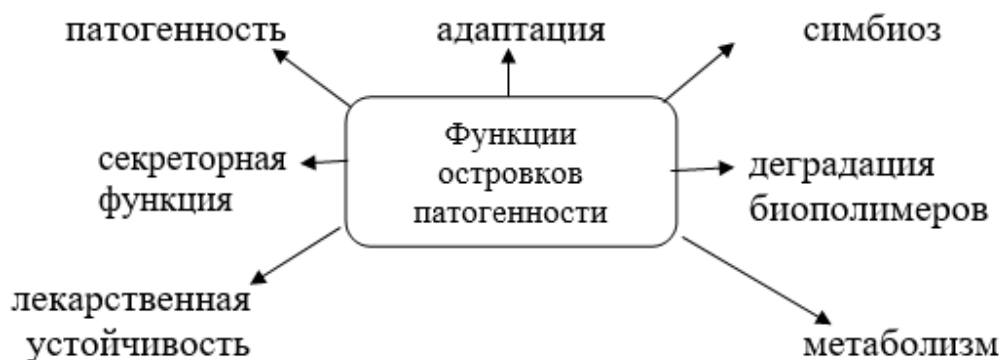 патогенность
адаптация
симбиоз
Функции
островков
патогенности
секреторная
функция
деградация
биополимеров
лекарственная
устойчивость
метаболизм